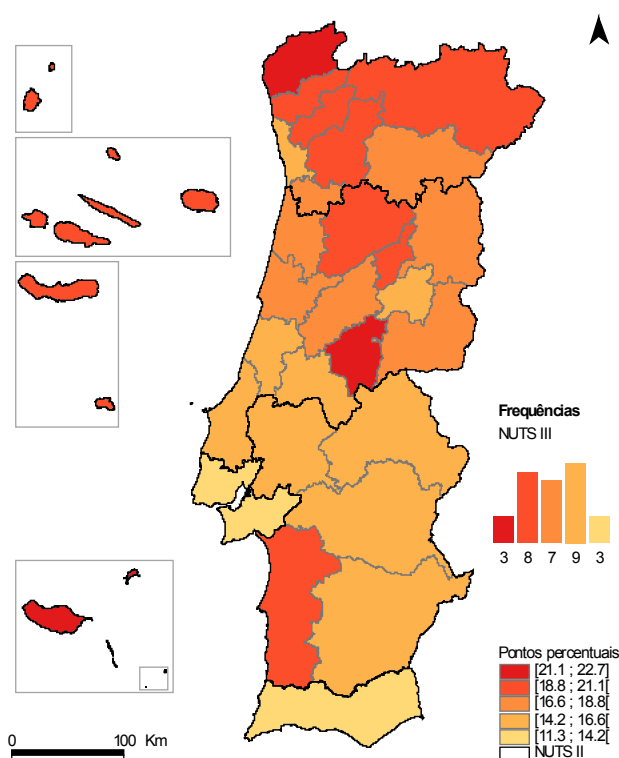 Frequências
NUTS III
3 8 7 9 3
Pontos percentuais
[21.1 ; 22.7]
[18.8 ; 21.1[
[16.6 ; 18.8[
[14.2 ; 16.6[
[11.3 ; 14.2[
NUTS II
0 100 Km